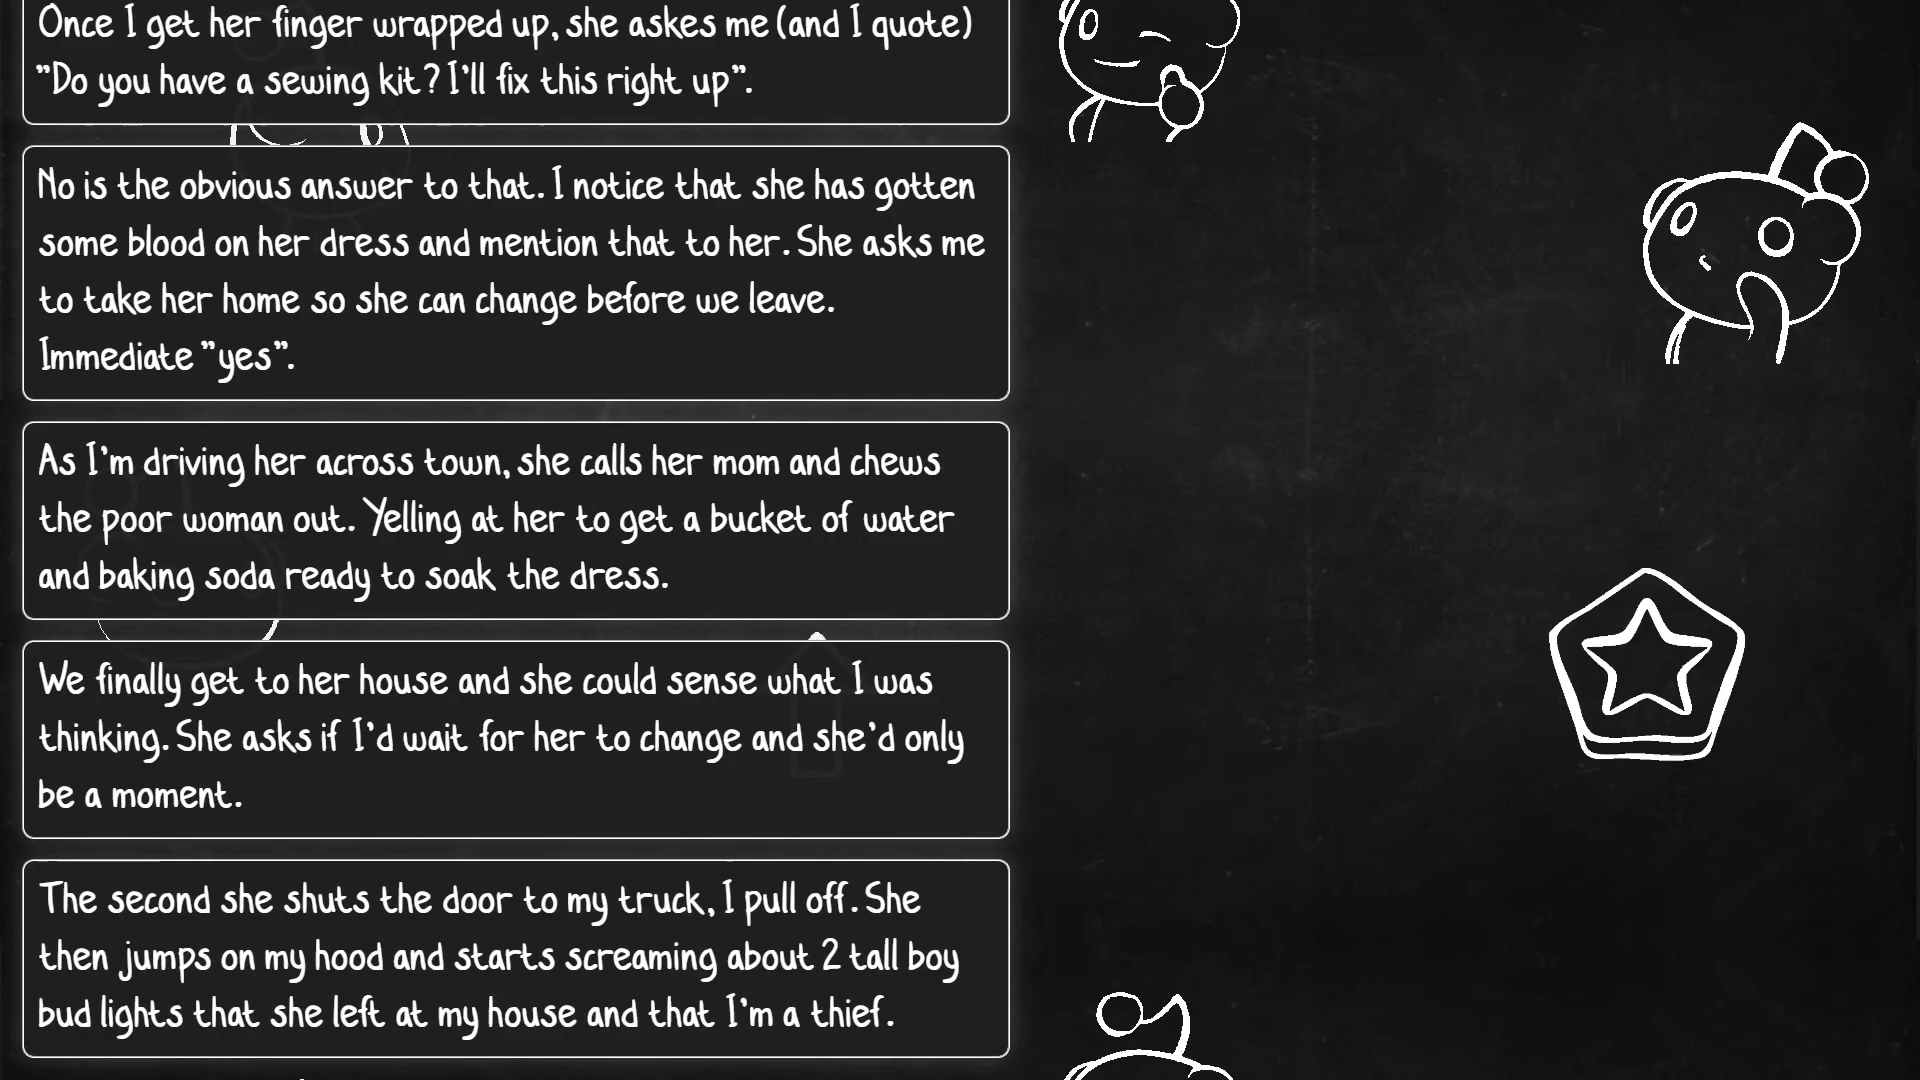 Once I get her finger wrapped up, she askes me (and I quote)
"Do you have a sewing kit? I'll fix this right up".
No is the obvious answer to that. I notice that she has gotten
some blood on her dress and mention that to her. She asks me
to take her home so she can change before we leave.
Immediate "yes".
As I'm driving her across town, she calls her mom and chews
the poor woman out. Yelling at her to get a bucket of water
and baking soda ready to soak the dress.
We finally get to her house and she could sense what I was
thinking. She asks if I'd wait for her to change and she'd only
be a moment.
The second she shuts the door to my truck, I pull off. She
then jumps on my hood and starts screaming about 2 tall boy
bud lights that she left at my house and that I'm a thief.